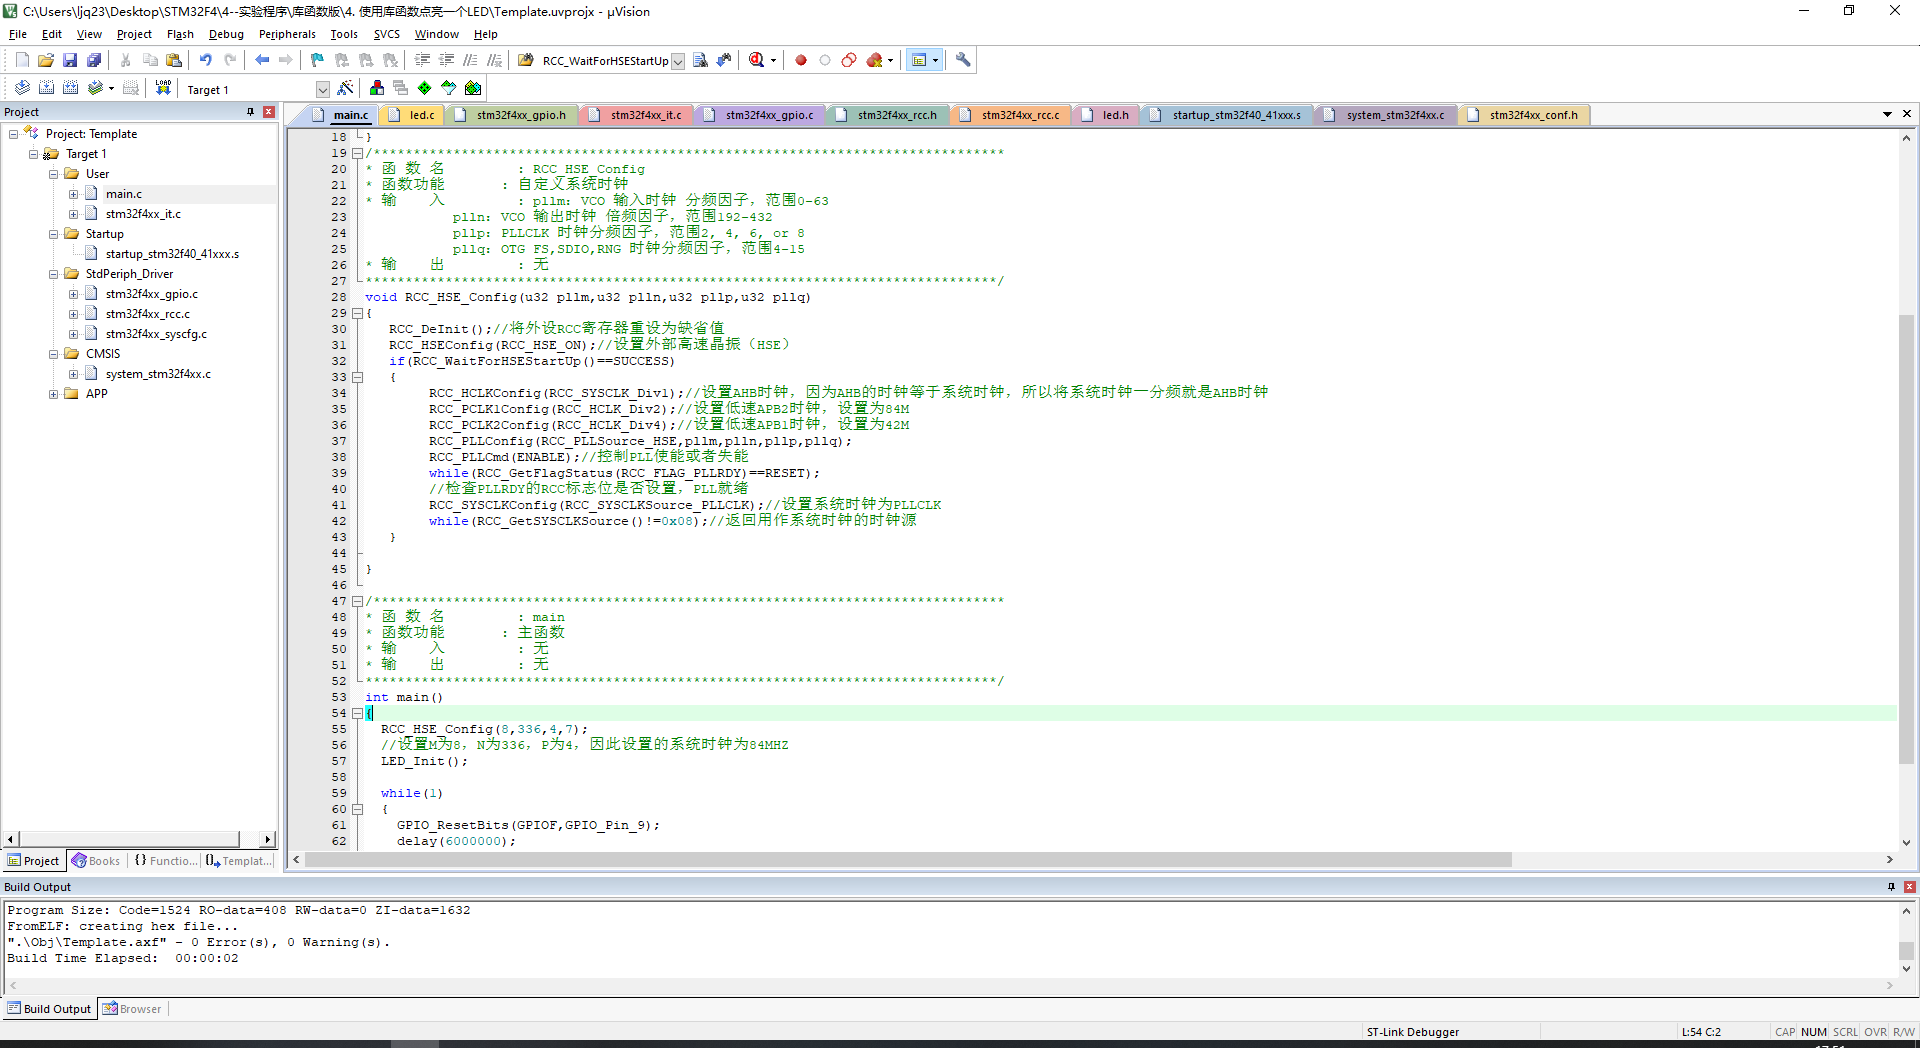 C:\Users\ljq23\Desktop\STM32F4\4--实验程序\库函数版\4. 使用库函数点亮一个LED\Template.uvprojx - µVision
File Edit View Project Flash Debug Peripherals Tools SVCS Window Help
RCC_WaitForHSEStartUp
LOAD Target 1
Project
main.c led.c stm32f4xx_gpio.h stm32f4xx_it.c stm32f4xx_gpio.c stm32f4xx_rcc.h stm32f4xx_rcc.c led.h startup_stm32f40_41xxx.s system_stm32f4xx.c stm32f4xx_conf.h
Project: Template
Target 1
User
main.c
stm32f4xx_it.c
Startup
startup_stm32f40_41xxx.s
StdPeriph_Driver
stm32f4xx_gpio.c
stm32f4xx_rcc.c
stm32f4xx_syscfg.c
CMSIS
system_stm32f4xx.c
APP
Project Books {} Functio... Templat...
18 }
19 /*******************************************************************************
20 * 函 数 名 : RCC_HSE_Config
21 * 函数功能 : 自定义系统时钟
22 * 输 入 : pllm：VCO 输入时钟 分频因子，范围0-63
23 plln：VCO 输出时钟 倍频因子，范围192-432
24 pllp：PLLCLK 时钟分频因子，范围2, 4, 6, or 8
25 pllq：OTG FS,SDIO,RNG 时钟分频因子，范围4-15
26 * 输 出 : 无
27 *******************************************************************************/
28 void RCC_HSE_Config(u32 pllm,u32 plln,u32 pllp,u32 pllq)
29 {
30 RCC_DeInit();//将外设RCC寄存器重设为缺省值
31 RCC_HSEConfig(RCC_HSE_ON);//设置外部高速晶振（HSE）
32 if(RCC_WaitForHSEStartUp()==SUCCESS)
33 {
34 RCC_HCLKConfig(RCC_SYSCLK_Div1);//设置AHB时钟，因为AHB的时钟等于系统时钟，所以将系统时钟一分频就是AHB时钟
35 RCC_PCLK1Config(RCC_HCLK_Div2);//设置低速APB2时钟，设置为84M
36 RCC_PCLK2Config(RCC_HCLK_Div4);//设置低速APB1时钟，设置为42M
37 RCC_PLLConfig(RCC_PLLSource_HSE,pllm,plln,pllp,pllq);
38 RCC_PLLCmd(ENABLE);//控制PLL使能或者失能
39 while(RCC_GetFlagStatus(RCC_FLAG_PLLRDY)==RESET);
40 //检查PLLRDY的RCC标志位是否设置，PLL就绪
41 RCC_SYSCLKConfig(RCC_SYSCLKSource_PLLCLK);//设置系统时钟为PLLCLK
42 while(RCC_GetSYSCLKSource()!=0x08);//返回用作系统时钟的时钟源
43 }
44
45 }
46
47 /*******************************************************************************
48 * 函 数 名 : main
49 * 函数功能 : 主函数
50 * 输 入 : 无
51 * 输 出 : 无
52 *******************************************************************************/
53 int main()
54 {
55 RCC_HSE_Config(8,336,4,7);
56 //设置M为8，N为336，P为4，因此设置的系统时钟为84MHZ
57 LED_Init();
58
59 while(1)
60 {
61 GPIO_ResetBits(GPIOF,GPIO_Pin_9);
62 delay(6000000);
Build Output
Program Size: Code=1524 RO-data=408 RW-data=0 ZI-data=1632
FromELF: creating hex file...
".\Obj\Template.axf" - 0 Error(s), 0 Warning(s).
Build Time Elapsed: 00:00:02
Build Output Browser
ST-Link Debugger L:54 C:2 CAP NUM SCRL OVR R/W